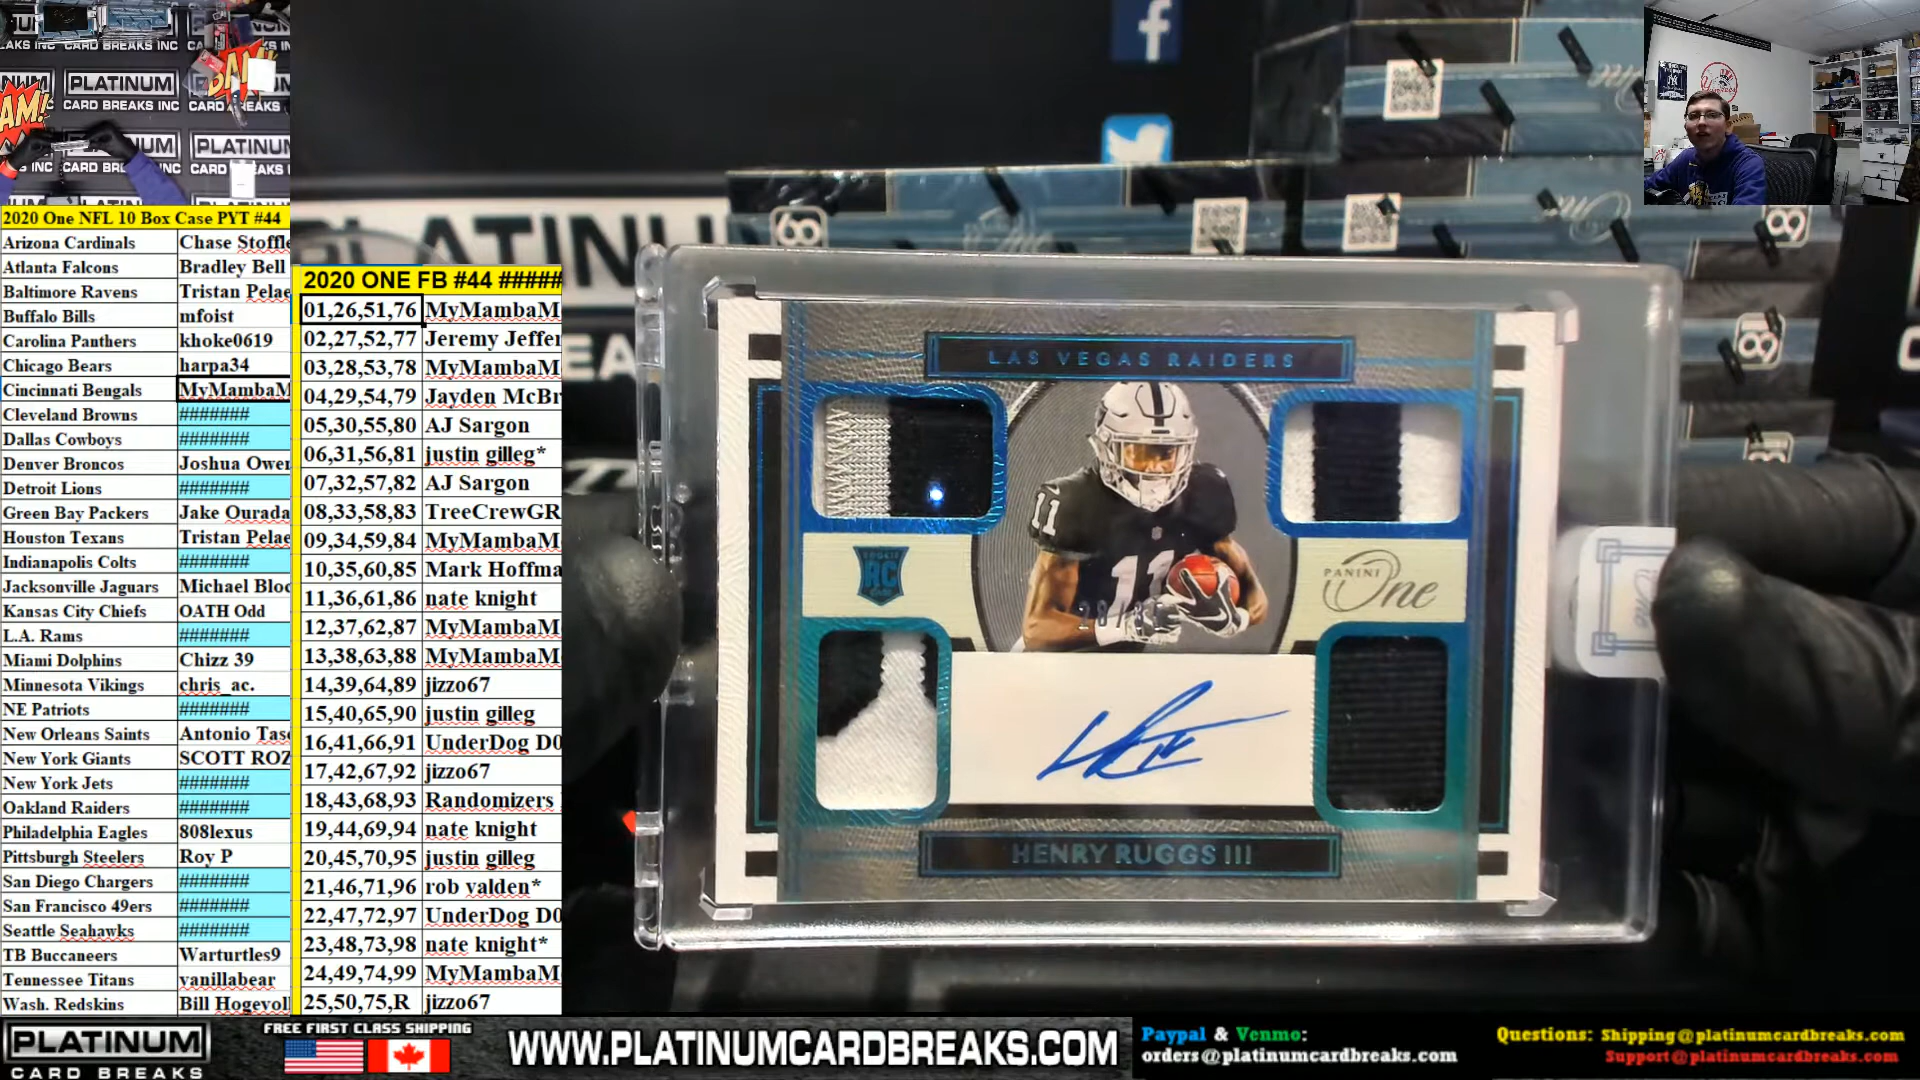 PLATINUM
CARD BREAKS INC
2020 One NFL 10 Box Case PYT #44
Arizona Cardinals Chase Stoffle
Atlanta Falcons Bradley Bell
Baltimore Ravens Tristan Pelae
Buffalo Bills mfoist
Carolina Panthers khoke0619
Chicago Bears harpa34
Cincinnati Bengals MyMambaM
Cleveland Browns #######
Dallas Cowboys #######
Denver Broncos Joshua Ower
Detroit Lions #######
Green Bay Packers Jake Ourada
Houston Texans Tristan Pelae
Indianapolis Colts #######
Jacksonville Jaguars Michael Bloc
Kansas City Chiefs OATH Odd
L.A. Rams #######
Miami Dolphins Chizz 39
Minnesota Vikings chris_ac.
NE Patriots #######
New Orleans Saints Antonio Taso
New York Giants SCOTT ROZ
New York Jets #######
Oakland Raiders #######
Philadelphia Eagles 808lexus
Pittsburgh Steelers Roy P
San Diego Chargers #######
San Francisco 49ers #######
Seattle Seahawks #######
TB Buccaneers Warturtles9
Tennessee Titans vanillabear
Wash. Redskins Bill Hogevoll
2020 ONE FB #44 #####
01,26,51,76 MyMambaM
02,27,52,77 Jeremy Jeffer
03,28,53,78 MyMambaM
04,29,54,79 Jayden McBr
05,30,55,80 AJ Sargon
06,31,56,81 justin gilleg*
07,32,57,82 AJ Sargon
08,33,58,83 TreeCrewGR
09,34,59,84 MyMambaM
10,35,60,85 Mark Hoffma
11,36,61,86 nate knight
12,37,62,87 MyMambaM
13,38,63,88 MyMambaM
14,39,64,89 jizzo67
15,40,65,90 justin gilleg
16,41,66,91 UnderDog D0
17,42,67,92 jizzo67
18,43,68,93 Randomizers
19,44,69,94 nate knight
20,45,70,95 justin gilleg
21,46,71,96 rob valden*
22,47,72,97 UnderDog D0
23,48,73,98 nate knight*
24,49,74,99 MyMambaM
25,50,75,R jizzo67
LAS VEGAS RAIDERS
11
11
RC
PANINI
One
HENRY RUGGS III
PLATINUM
CARD BREAKS
FREE FIRST CLASS SHIPPING
WWW.PLATINUMCARDBREAKS.COM
Paypal & Venmo:
orders@platinumcardbreaks.com
Questions: Shipping@platinumcardbreaks.com
Support@platinumcardbreaks.com